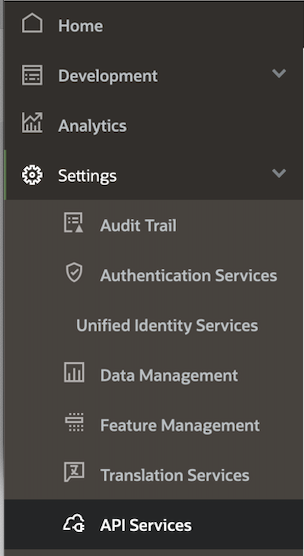 Home
Development
Analytics
Settings
Audit Trail
Authentication Services
Unified Identity Services
Data Management
Feature Management
Translation Services
API Services